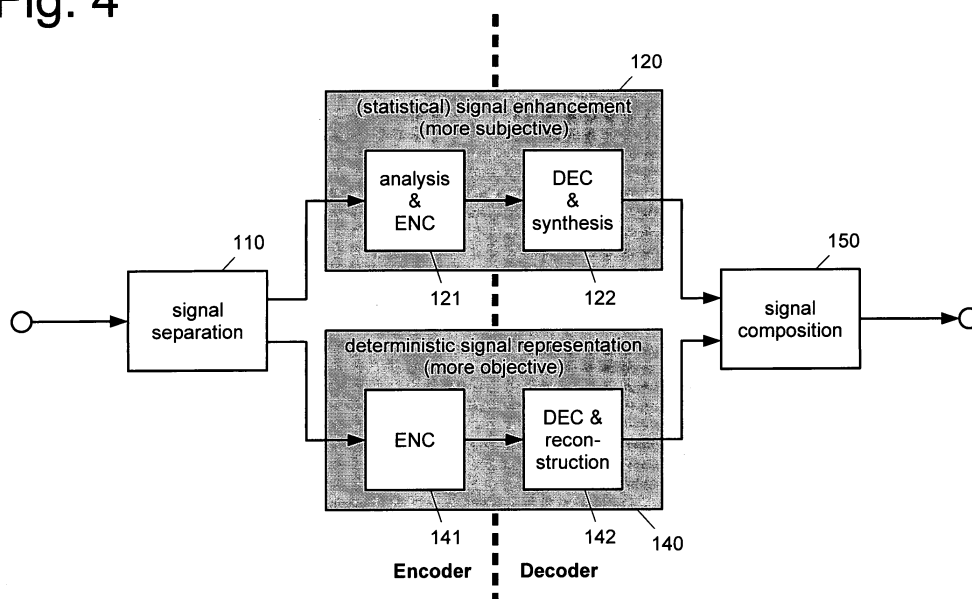 Fig. 4
120
(statistical) signal enhancement
(more subjective)
analysis
&
ENC
DEC
&
synthesis
121
122
110
signal
separation
150
signal
composition
deterministic signal representation
(more objective)
ENC
DEC &
recon-
struction
141
142
140
Encoder
Decoder